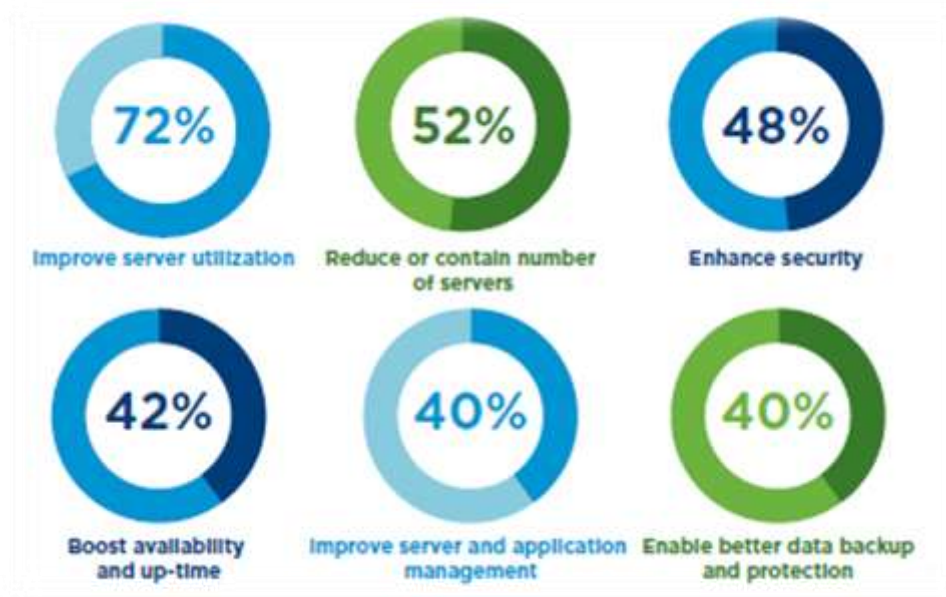 72%
52%
48%
Improve server utilization
Reduce or contain number
of servers
Enhance security
42%
40%
40%
Boost availability
and up-time
Improve server and application
management
Enable better data backup
and protection